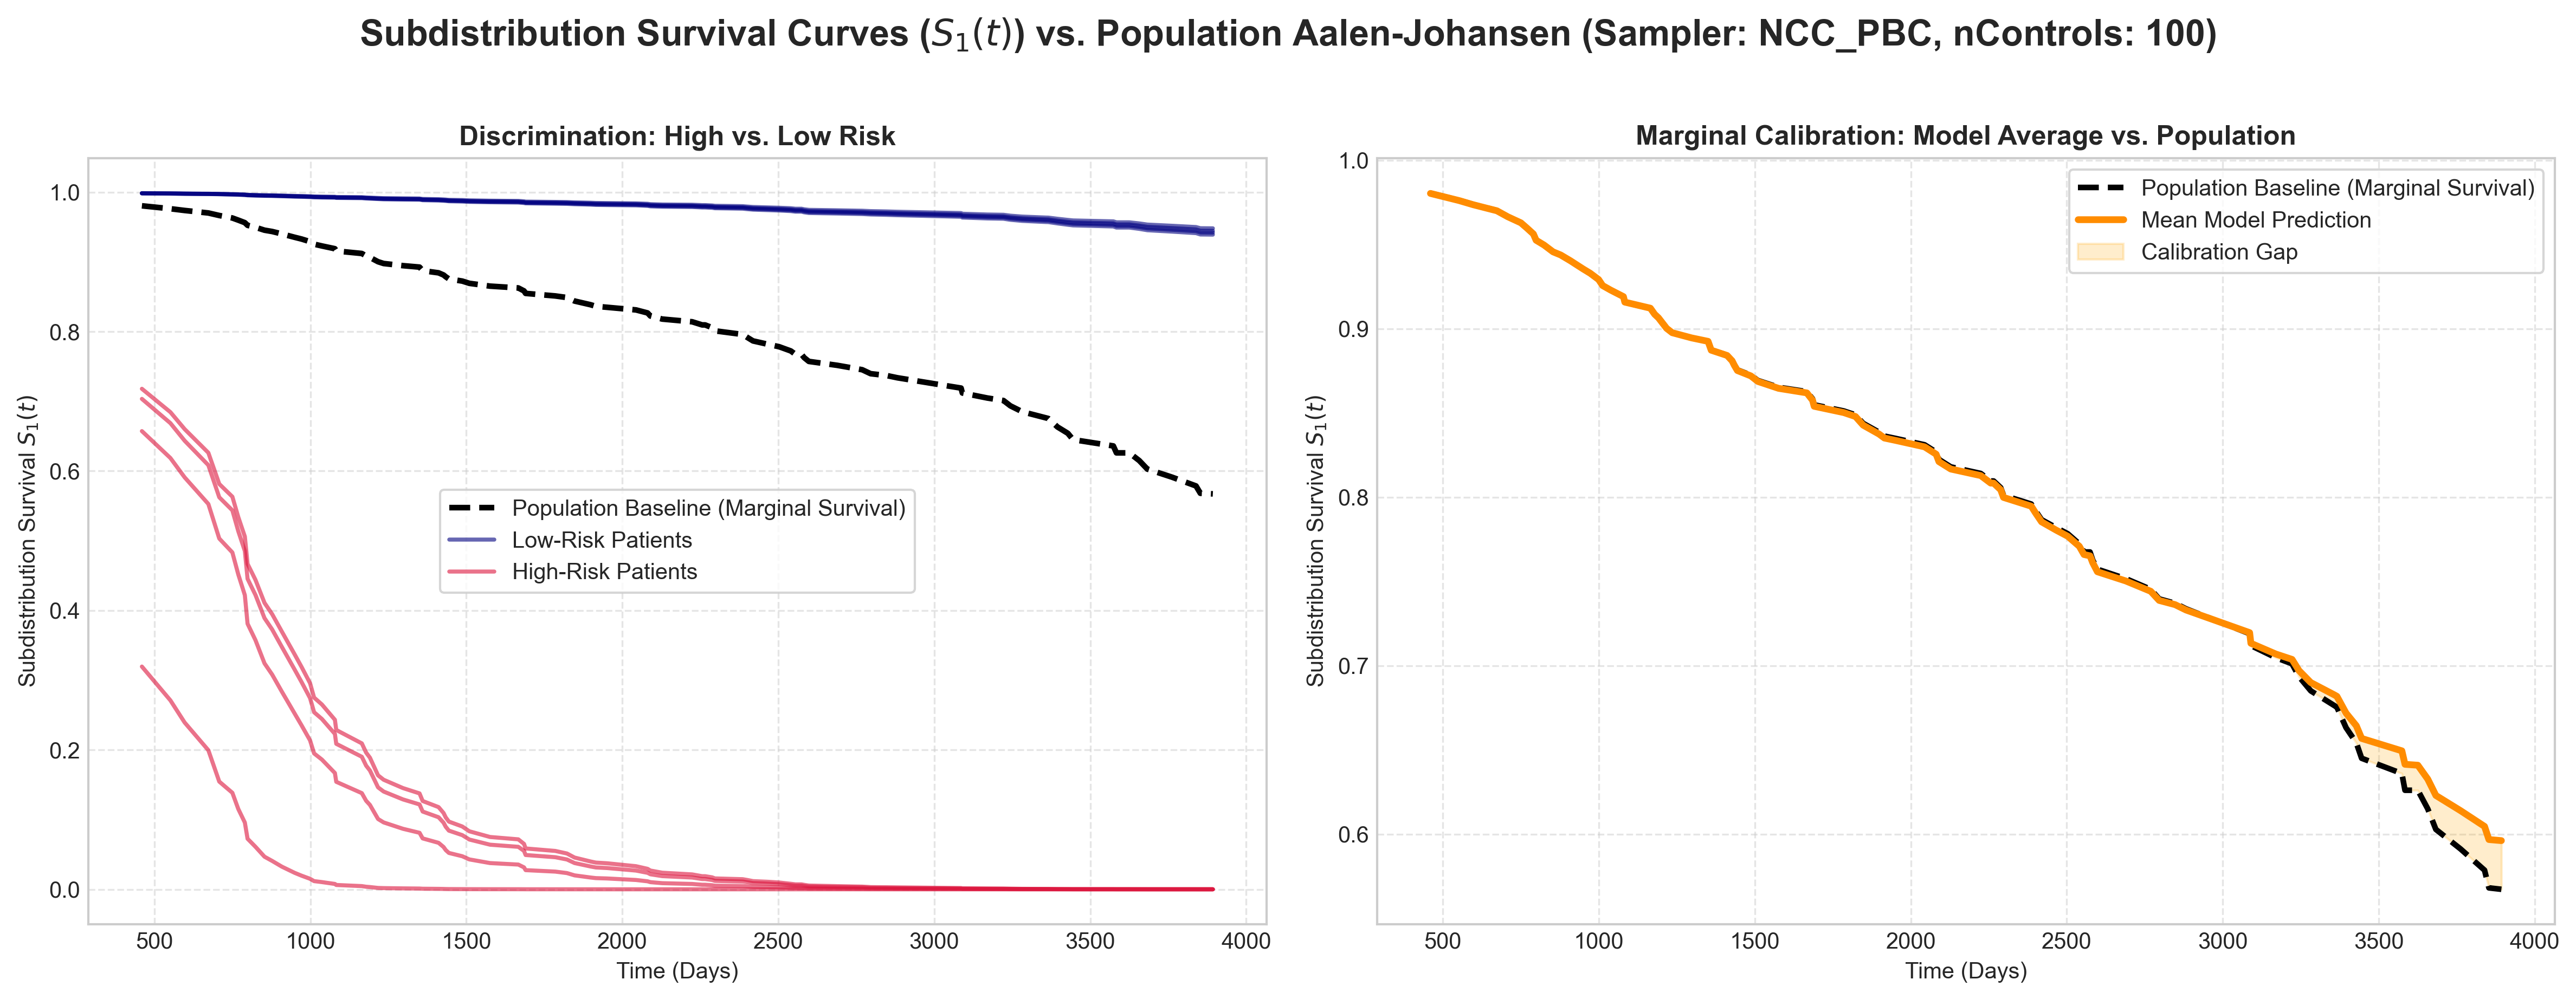 Subdistribution Survival Curves (S₁(t)) vs. Population Aalen-Johansen (Sampler: NCC_PBC, nControls: 100)
Discrimination: High vs. Low Risk
Subdistribution Survival S₁(t)
1.0
0.8
0.6
0.4
0.2
0.0
Population Baseline (Marginal Survival)
Low-Risk Patients
High-Risk Patients
500 1000 1500 2000 2500 3000 3500 4000
Time (Days)
Marginal Calibration: Model Average vs. Population
Subdistribution Survival S₁(t)
1.0
0.9
0.8
0.7
0.6
Population Baseline (Marginal Survival)
Mean Model Prediction
Calibration Gap
500 1000 1500 2000 2500 3000 3500 4000
Time (Days)